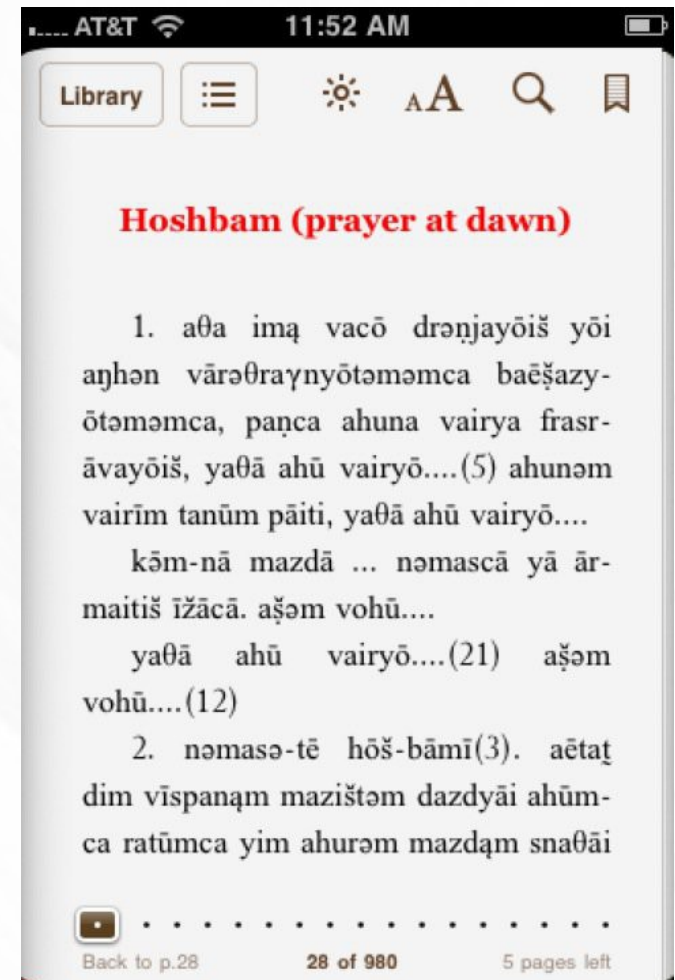 AT&T 11:52 AM
Library AA
Hoshbam (prayer at dawn)
1. aθa imą vacō drəṇjayōiš yōi
aŋhən vārəθraγnyōtəməmca baēšazy-
ōtəməmca, paṇca ahuna vairya frasr-
āvayōiš, yaθā ahū vairyō....(5) ahunəm
vairīm tanūm pāiti, yaθā ahū vairyō....
kə̄m-nā mazdā ... nəmascā yā ār-
maitiš īžācā. aṣ̌əm vohū....
yaθā ahū vairyō....(21) aṣ̌əm
vohū....(12)
2. nəmasə-tē hōš-bāmī(3). aētaṯ
dim vīspanąm mazištəm dazdyāi ahūm-
ca ratūmca yim ahurəm mazdąm snaθāi
Back to p.28 28 of 980 5 pages left